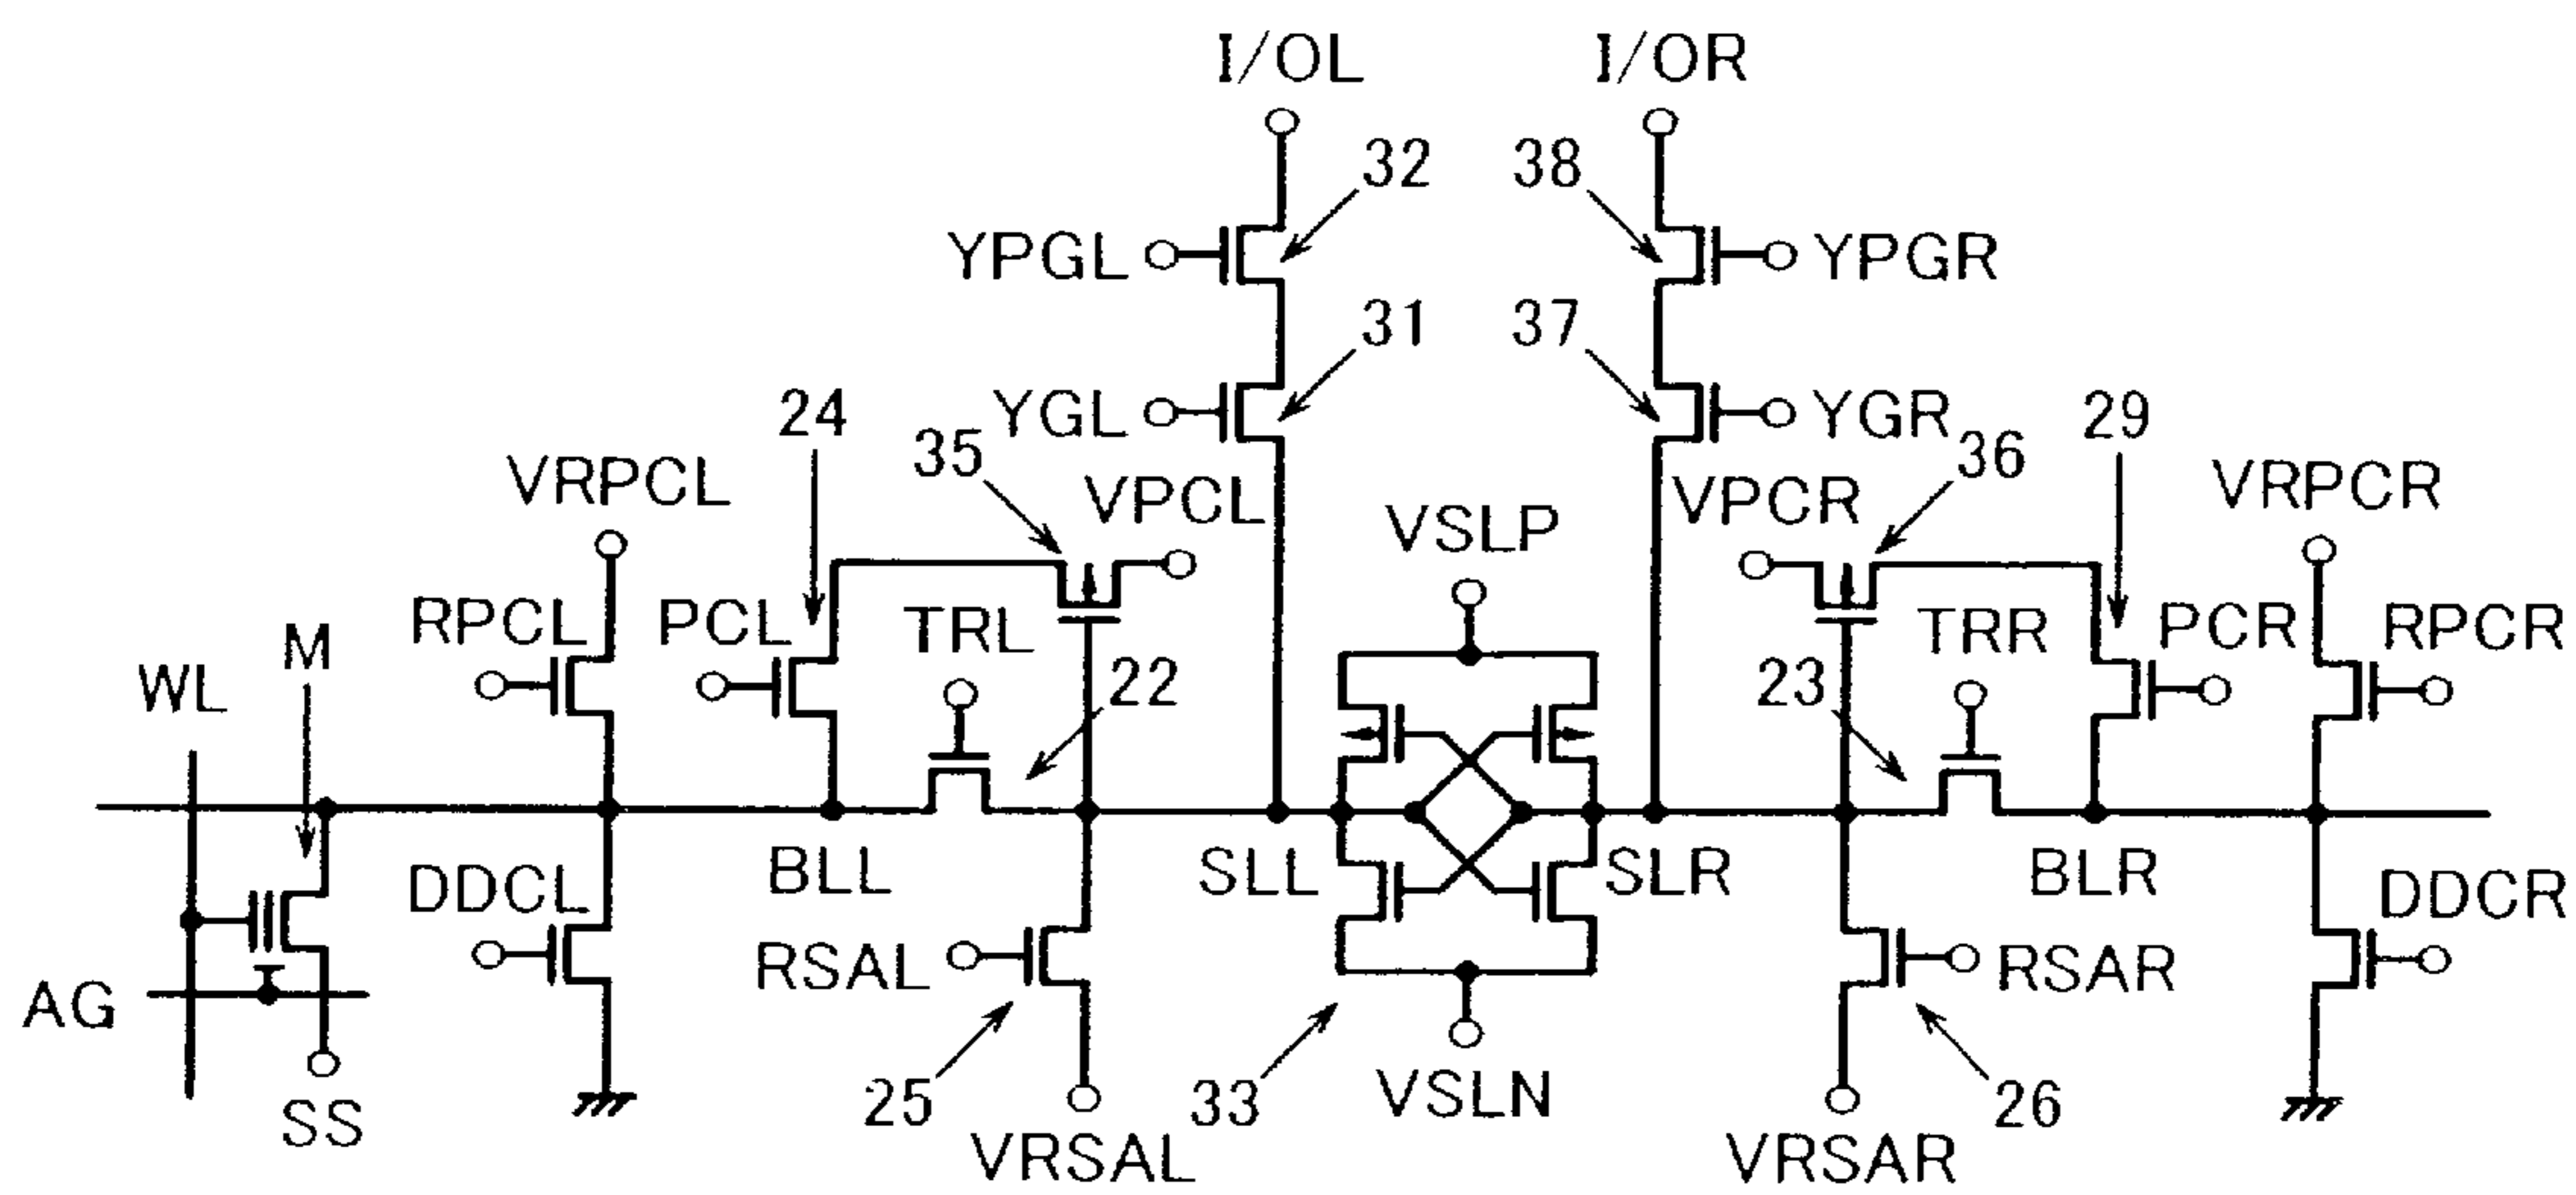 I/OL
I/OR
32
38
YPGL
YPGR
31
37
24
YGL
YGR
29
35
36
VRPCL
VPCL
VPCR
VRPCR
VSLP
RPCL
PCL
TRL
TRR
PCR
RPCR
M
WL
22
23
DDCL
BLL
SLL
SLR
BLR
DDCR
RSAL
RSAR
AG
25
33
VSLN
26
SS
VRSAL
VRSAR